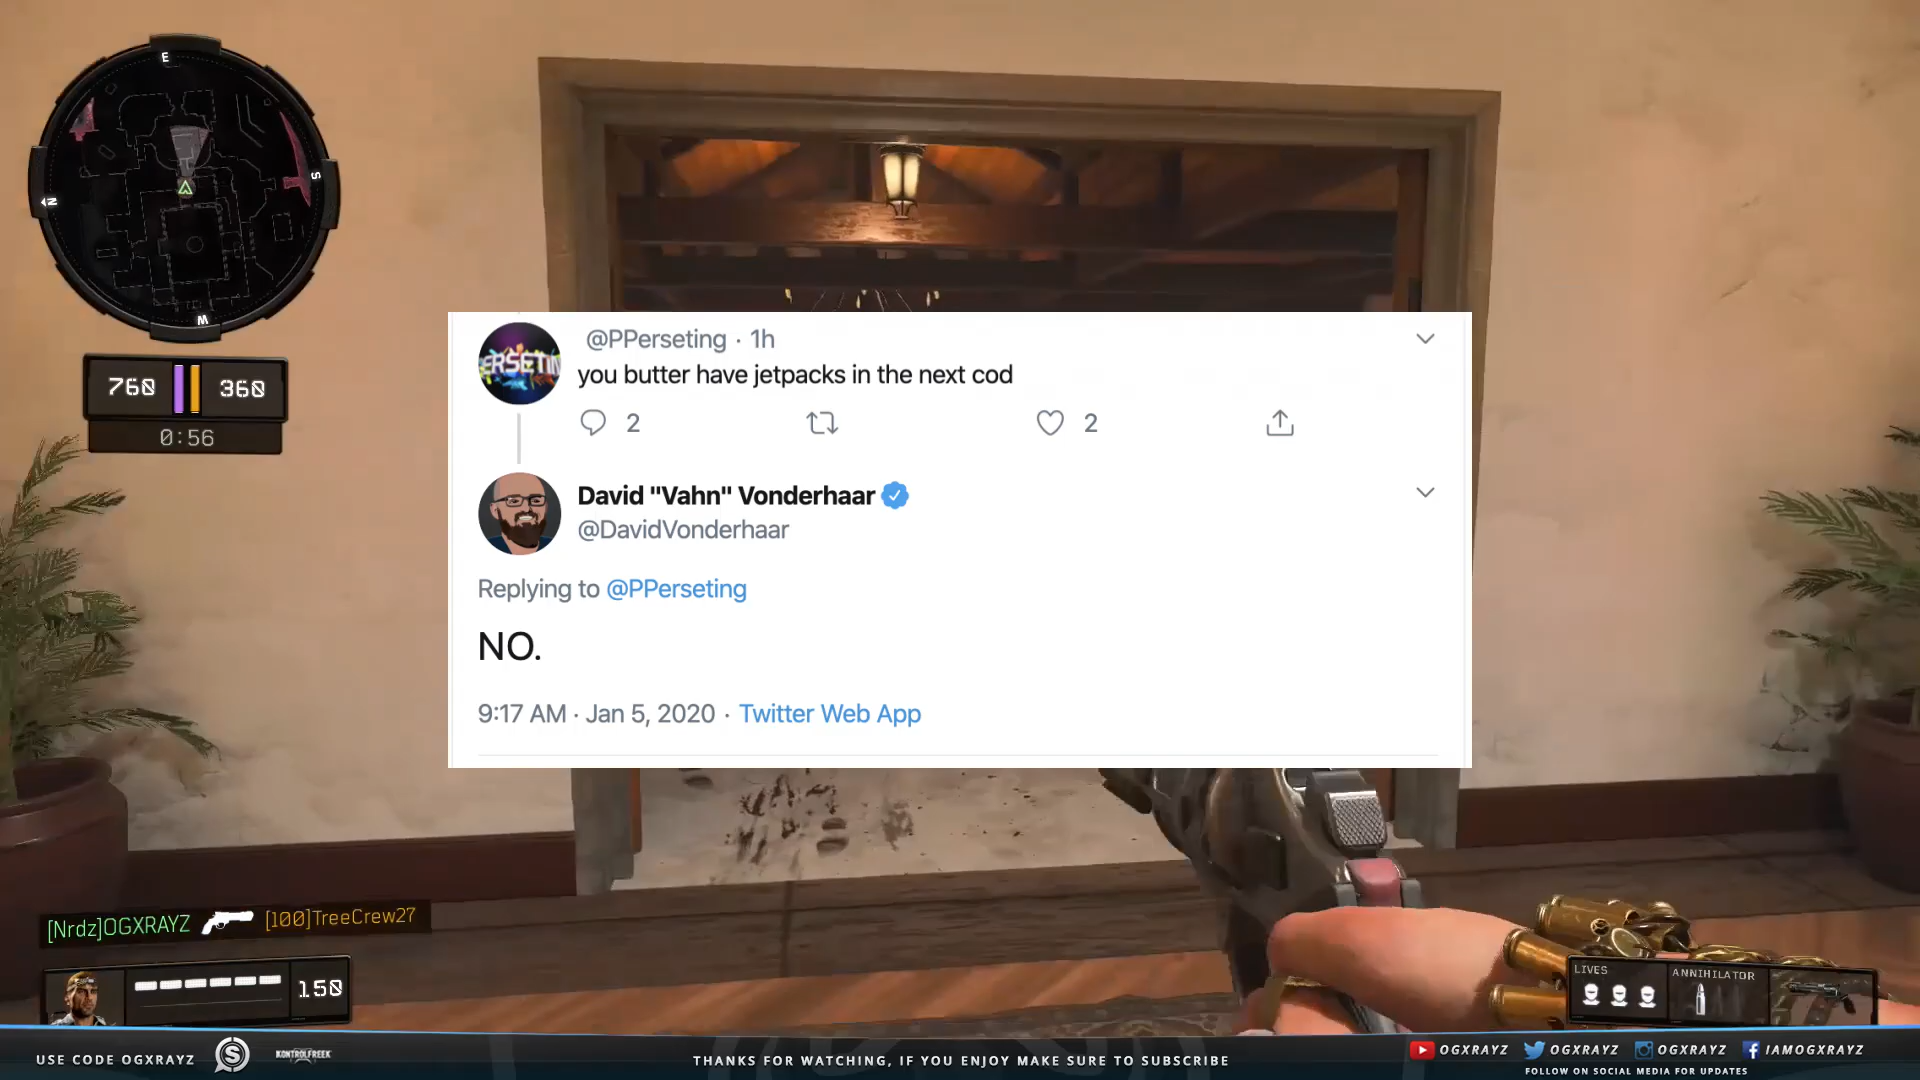 E
S
N
W
760
360
0:56
ERSETIN
@PPerseting · 1h
you butter have jetpacks in the next cod
2
2
David "Vahn" Vonderhaar
@DavidVonderhaar
Replying to @PPerseting
NO.
9:17 AM · Jan 5, 2020 · Twitter Web App
[Nrdz]OGXRAYZ [100]TreeCrew27
150
LIVES
ANNIHILATOR
USE CODE OGXRAYZ
S
KONTROLFREEK
THANKS FOR WATCHING, IF YOU ENJOY MAKE SURE TO SUBSCRIBE
OGXRAYZ OGXRAYZ OGXRAYZ IAMOGXRAYZ
FOLLOW ON SOCIAL MEDIA FOR UPDATES